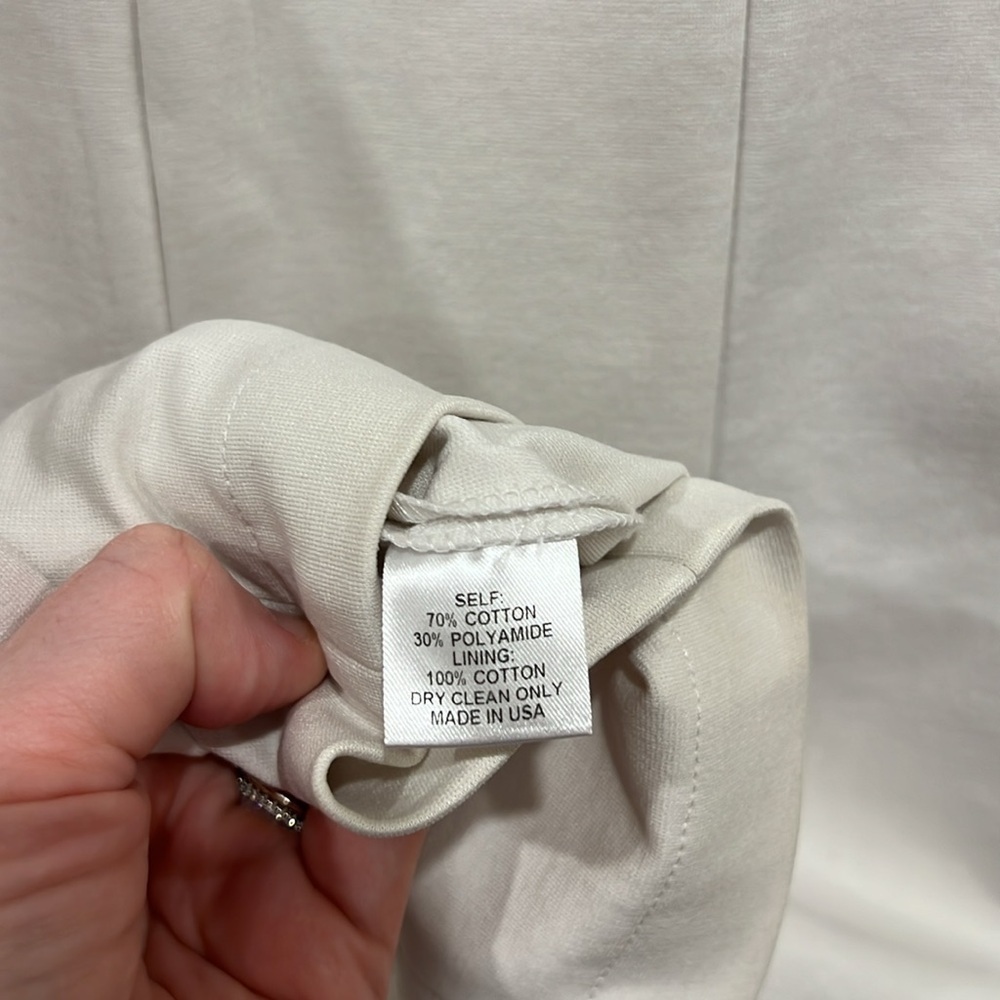 SELF:
70% COTTON
30% POLYAMIDE
LINING:
100% COTTON
DRY CLEAN ONLY
MADE IN USA